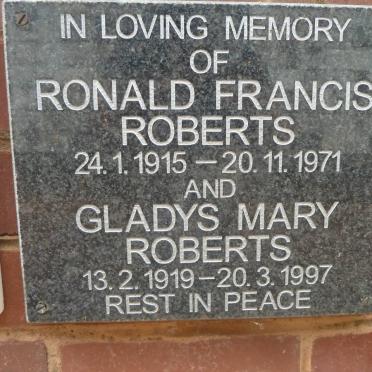 IN LOVING MEMORY
OF
RONALD FRANCIS
ROBERTS
24.1.1915 – 20.11.1971
AND
GLADYS MARY
ROBERTS
13.2.1919 – 20.3.1997
REST IN PEACE